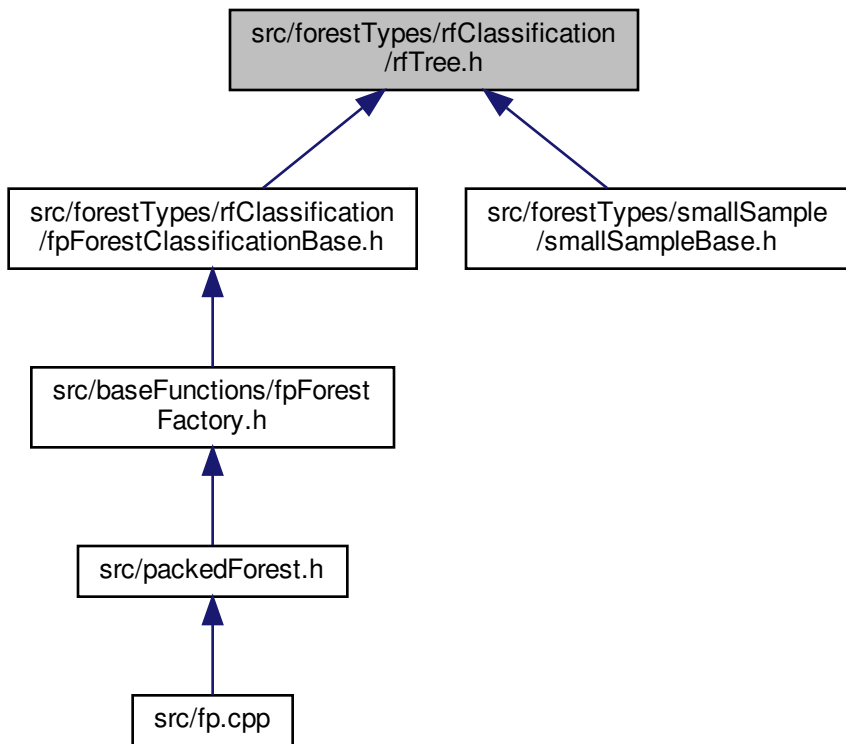 src/forestTypes/rfClassification
/rfTree.h
src/forestTypes/rfClassification
/fpForestClassificationBase.h
src/forestTypes/smallSample
/smallSampleBase.h
src/baseFunctions/fpForest
Factory.h
src/packedForest.h
src/fp.cpp